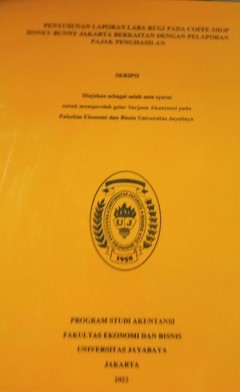 PENYUSUNAN LAPORAN LABA RUGI PADA COFFE SHOP
HONEY BUNNY JAKARTA BERKAITAN DENGAN PELAPORAN
PAJAK PENGHASILAN
SKRIPSI
Diajukan sebagai salah satu syarat
untuk memperoleh gelar Sarjana Akuntansi pada
Fakultas Ekonomi dan Bisnis Universitas Jayabaya
UJ
1958
PROGRAM STUDI AKUNTANSI
FAKULTAS EKONOMI DAN BISNIS
UNIVERSITAS JAYABAYA
JAKARTA